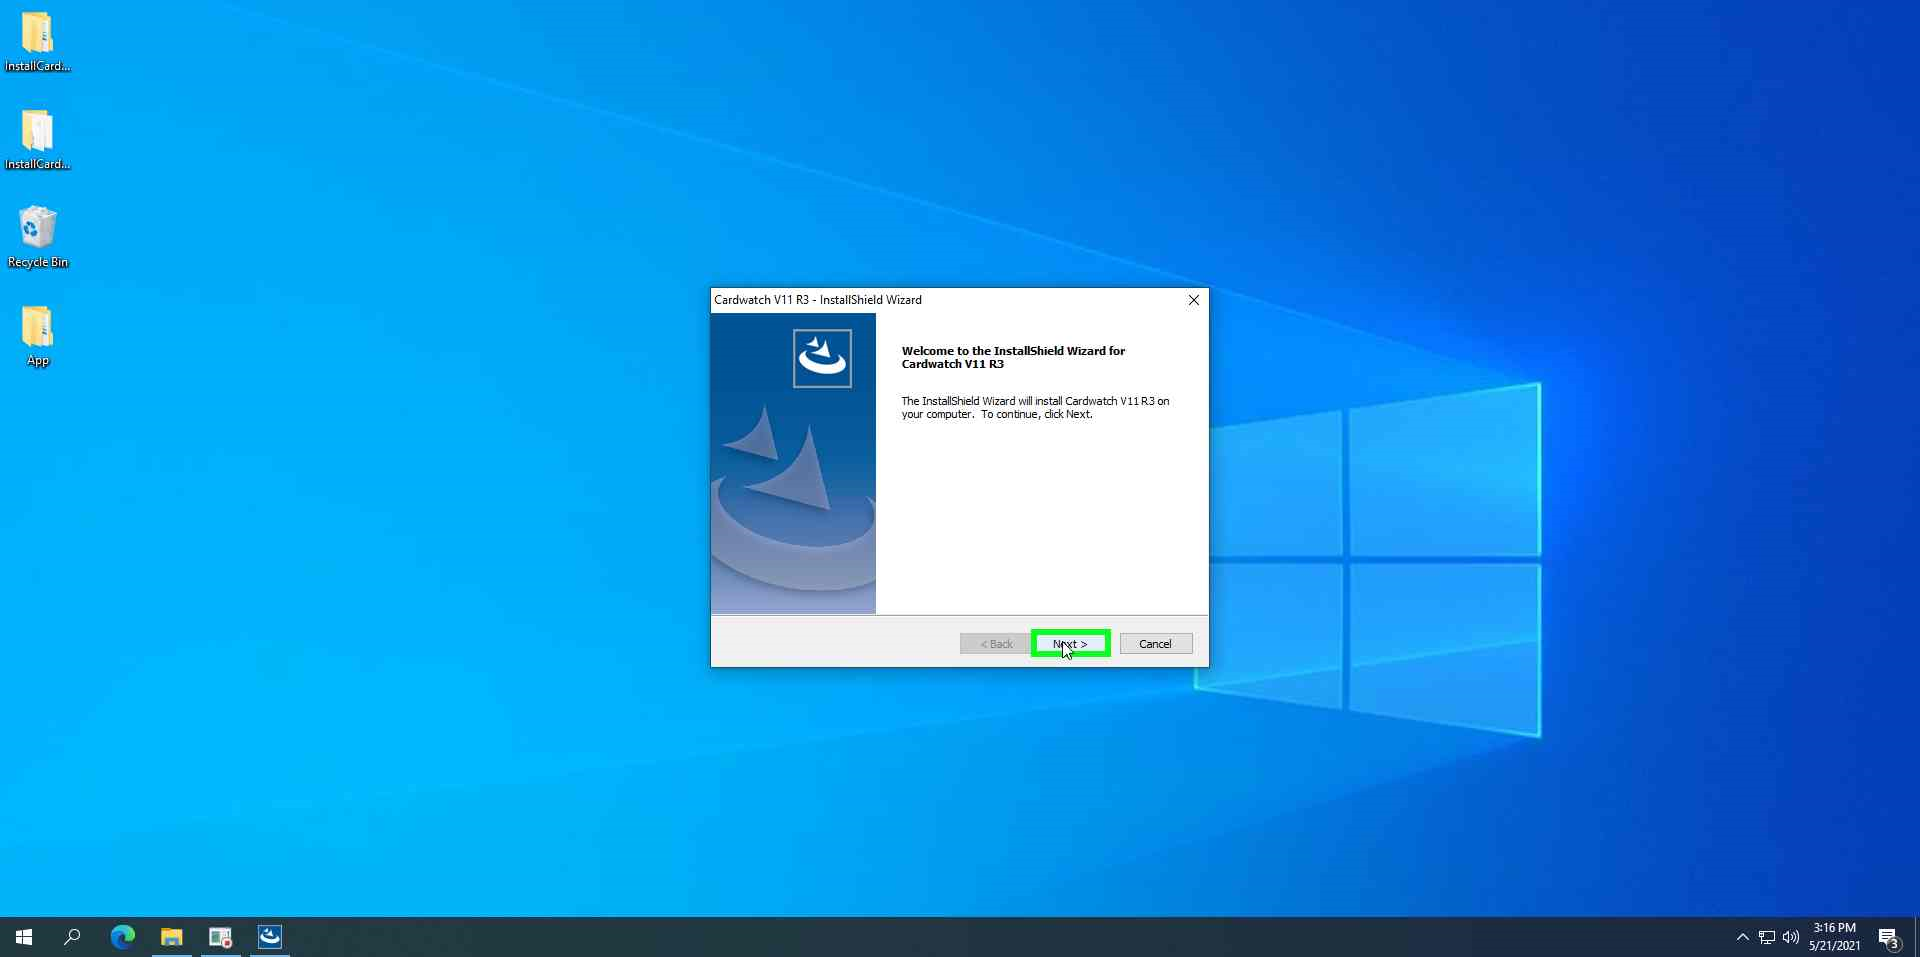 InstallCard...
InstallCard...
Recycle Bin
App
Cardwatch V11 R3 - InstallShield Wizard
Welcome to the InstallShield Wizard for
Cardwatch V11 R3
The InstallShield Wizard will install Cardwatch V11 R3 on
your computer.  To continue, click Next.
< Back
Next >
Cancel
3:16 PM
5/21/2021
3